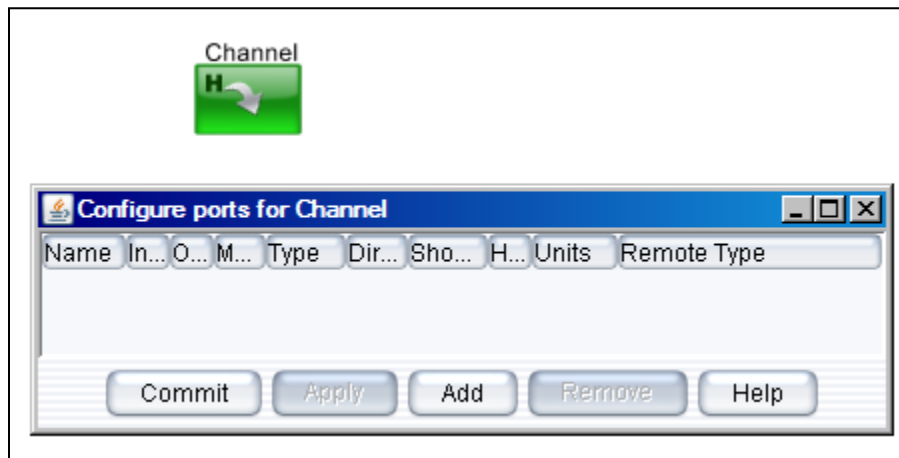 Channel
H
Configure ports for Channel
Name In... O... M... Type Dir... Sho... H... Units Remote Type
Commit Apply Add Remove Help